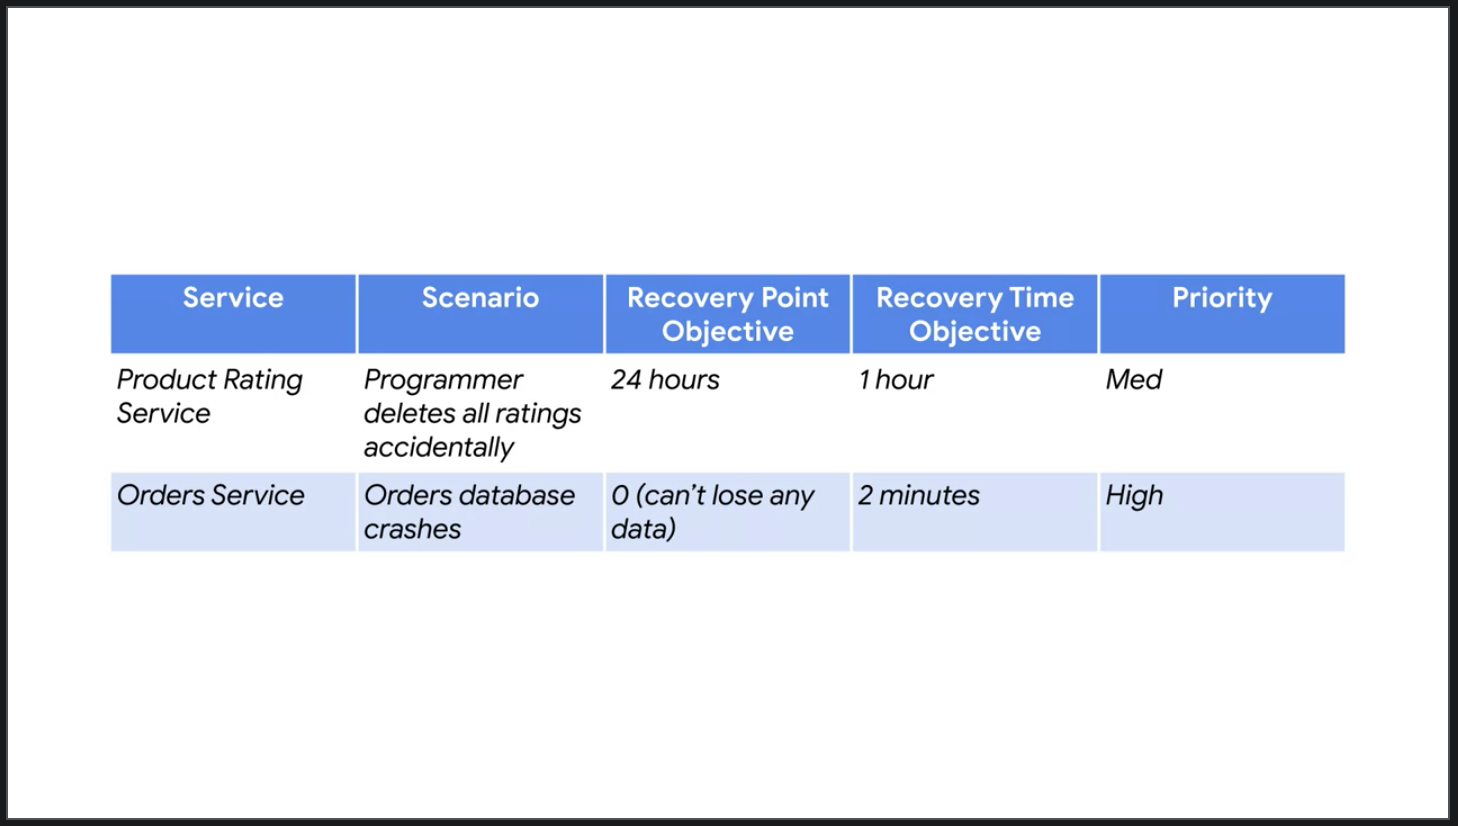 Service
Scenario
Recovery Point
Objective
Recovery Time
Objective
Priority
Product Rating
Service
Programmer
deletes all ratings
accidentally
24 hours
1 hour
Med
Orders Service
Orders database
crashes
0 (can’t lose any
data)
2 minutes
High